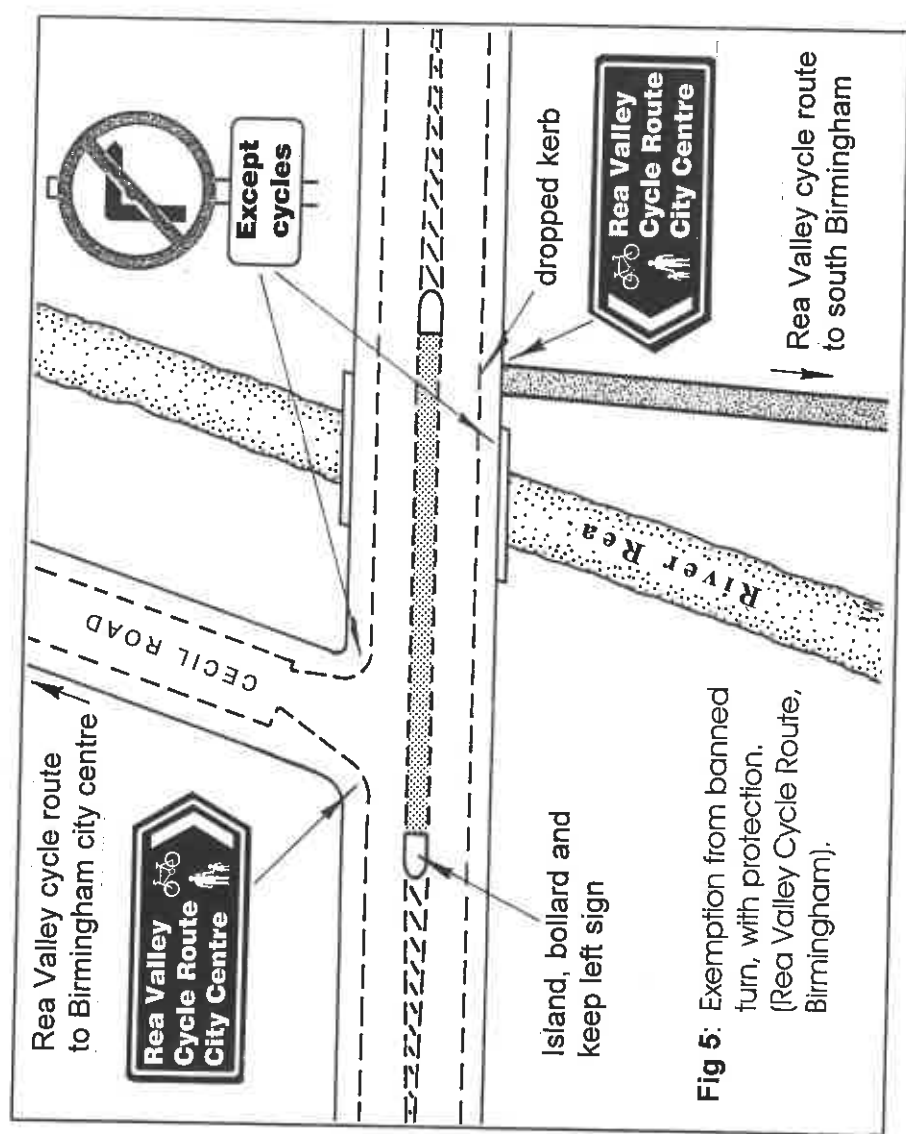 Rea Valley cycle route
to Birmingham city centre
Rea Valley
Cycle Route
City Centre
CECIL ROAD
Except
cycles
Island, bollard and
keep left sign
dropped kerb
Rea Valley
Cycle Route
City Centre
River Rea.
Rea Valley cycle route
to south Birmingham
Fig 5: Exemption from banned
turn, with protection.
(Rea Valley Cycle Route,
Birmingham).